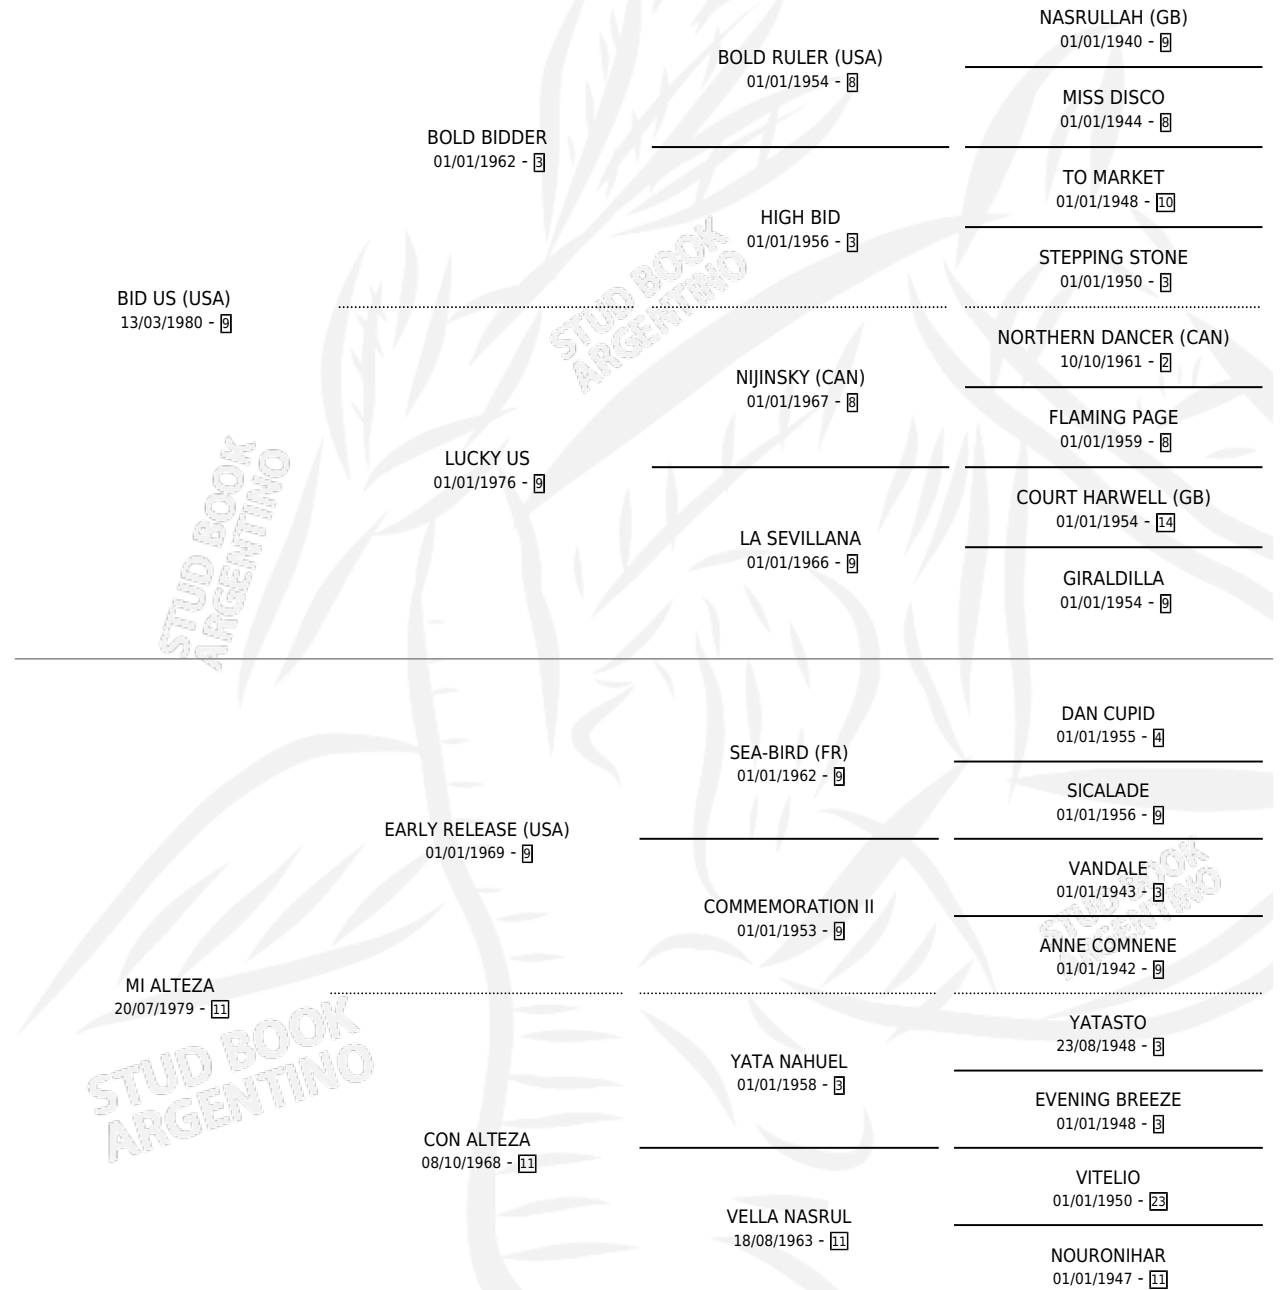 NASRULLAH (GB)
01/01/1940 - 9
BOLD RULER (USA)
01/01/1954 - 8
MISS DISCO
01/01/1944 - 8
BOLD BIDDER
01/01/1962 - 3
TO MARKET
01/01/1948 - 10
HIGH BID
01/01/1956 - 3
STEPPING STONE
01/01/1950 - 3
BID US (USA)
13/03/1980 - 9
NORTHERN DANCER (CAN)
10/10/1961 - 2
NIJINSKY (CAN)
01/01/1967 - 8
FLAMING PAGE
01/01/1959 - 8
LUCKY US
01/01/1976 - 9
COURT HARWELL (GB)
01/01/1954 - 14
LA SEVILLANA
01/01/1966 - 9
GIRALDILLA
01/01/1954 - 9
DAN CUPID
01/01/1955 - 4
SEA-BIRD (FR)
01/01/1962 - 9
SICALADE
01/01/1956 - 9
EARLY RELEASE (USA)
01/01/1969 - 9
VANDALE
01/01/1943 - 3
COMMEMORATION II
01/01/1953 - 9
ANNE COMNENE
01/01/1942 - 9
MI ALTEZA
20/07/1979 - 11
YATASTO
23/08/1948 - 3
YATA NAHUEL
01/01/1958 - 3
EVENING BREEZE
01/01/1948 - 3
CON ALTEZA
08/10/1968 - 11
VITELIO
01/01/1950 - 23
VELLA NASRUL
18/08/1963 - 11
NOURONIHAR
01/01/1947 - 11
STUD BOOK
ARGENTINO
STUD BOOK
ARGENTINO
STUD BOOK
ARGENTINO
STUD BOOK
ARGENTINO